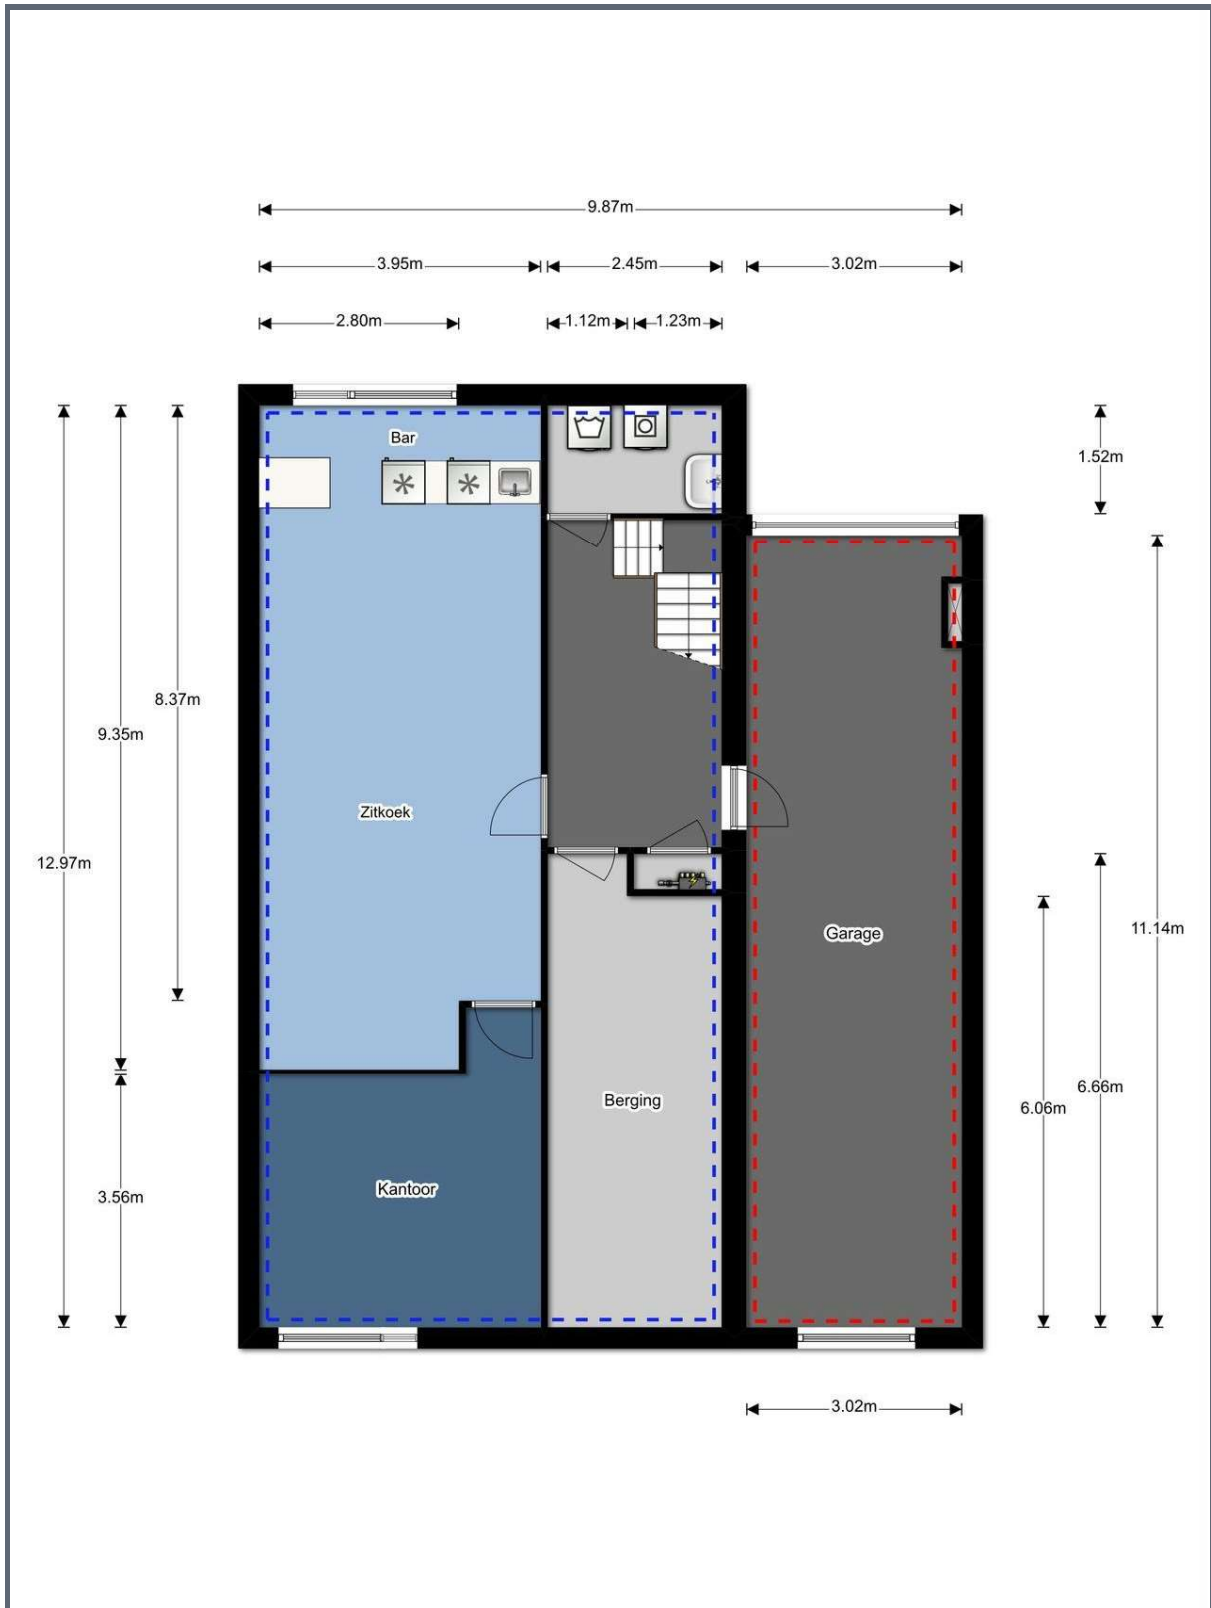 9.87m
3.95m
2.45m
3.02m
2.80m
1.12m
1.23m
Bar
1.52m
8.37m
9.35m
Zitkoek
12.97m
Garage
11.14m
6.66m
Berging
6.06m
Kantoor
3.56m
3.02m